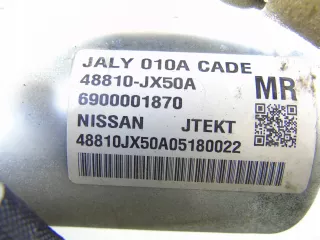 JALY 010A CADE
48810-JX50A MR
6900001870
NISSAN JTEKT
48810JX50A05180022